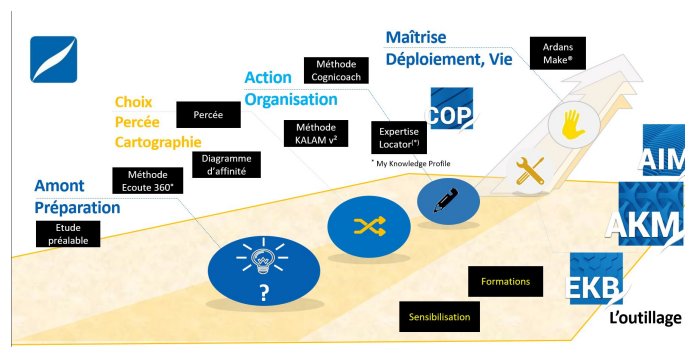 Maîtrise
Déploiement, Vie
Ardans
Make®
Méthode
Cognicoach
Action
Organisation
Choix
Percée
Cartographie
Percée
COP
Méthode
KALAM v²
Expertise
Locator(*)
* My Knowledge Profile
Diagramme
d'affinité
Méthode
Ecoute 360°
Amont
Préparation
Etude
préalable
AIM
AKM
EKB
?
Formations
Sensibilisation
L'outillage